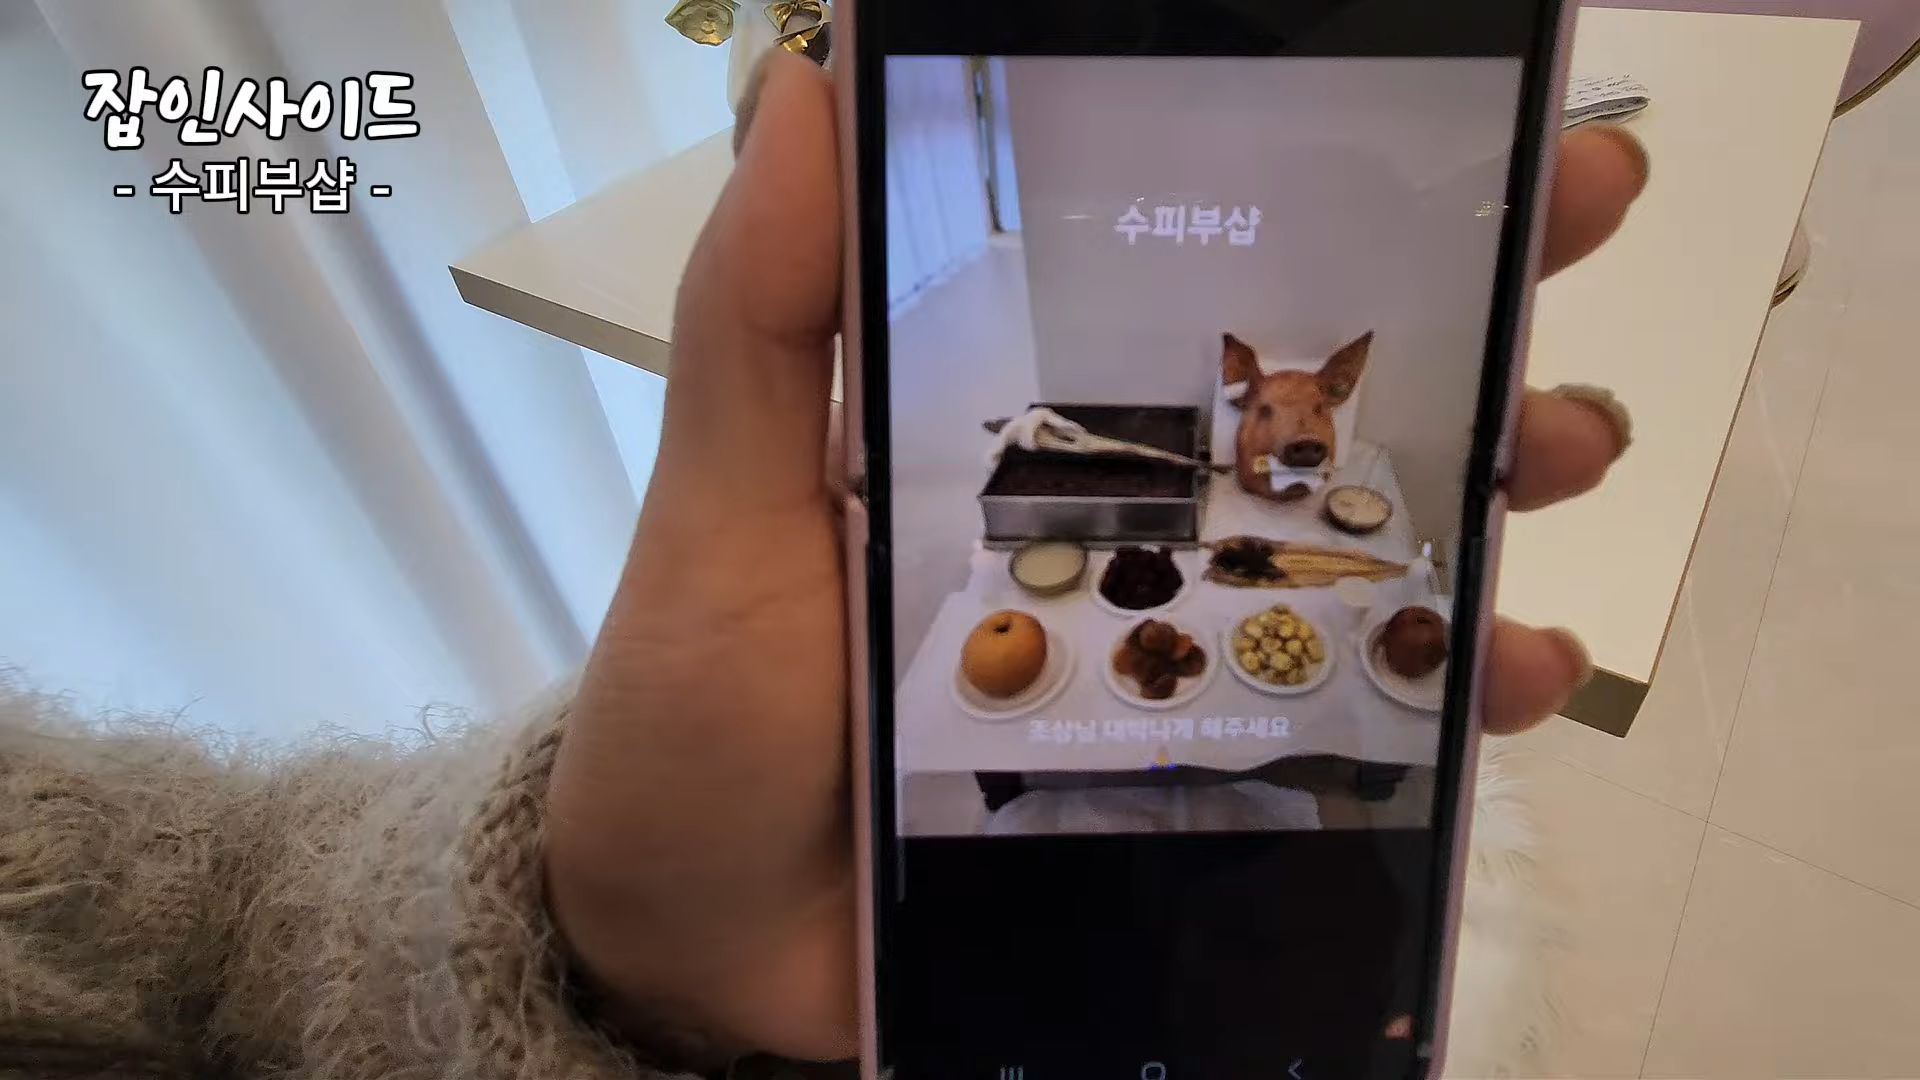 잡인사이드
- 수피부샵 -
수피부샵
조상님 대박나게 해주세요